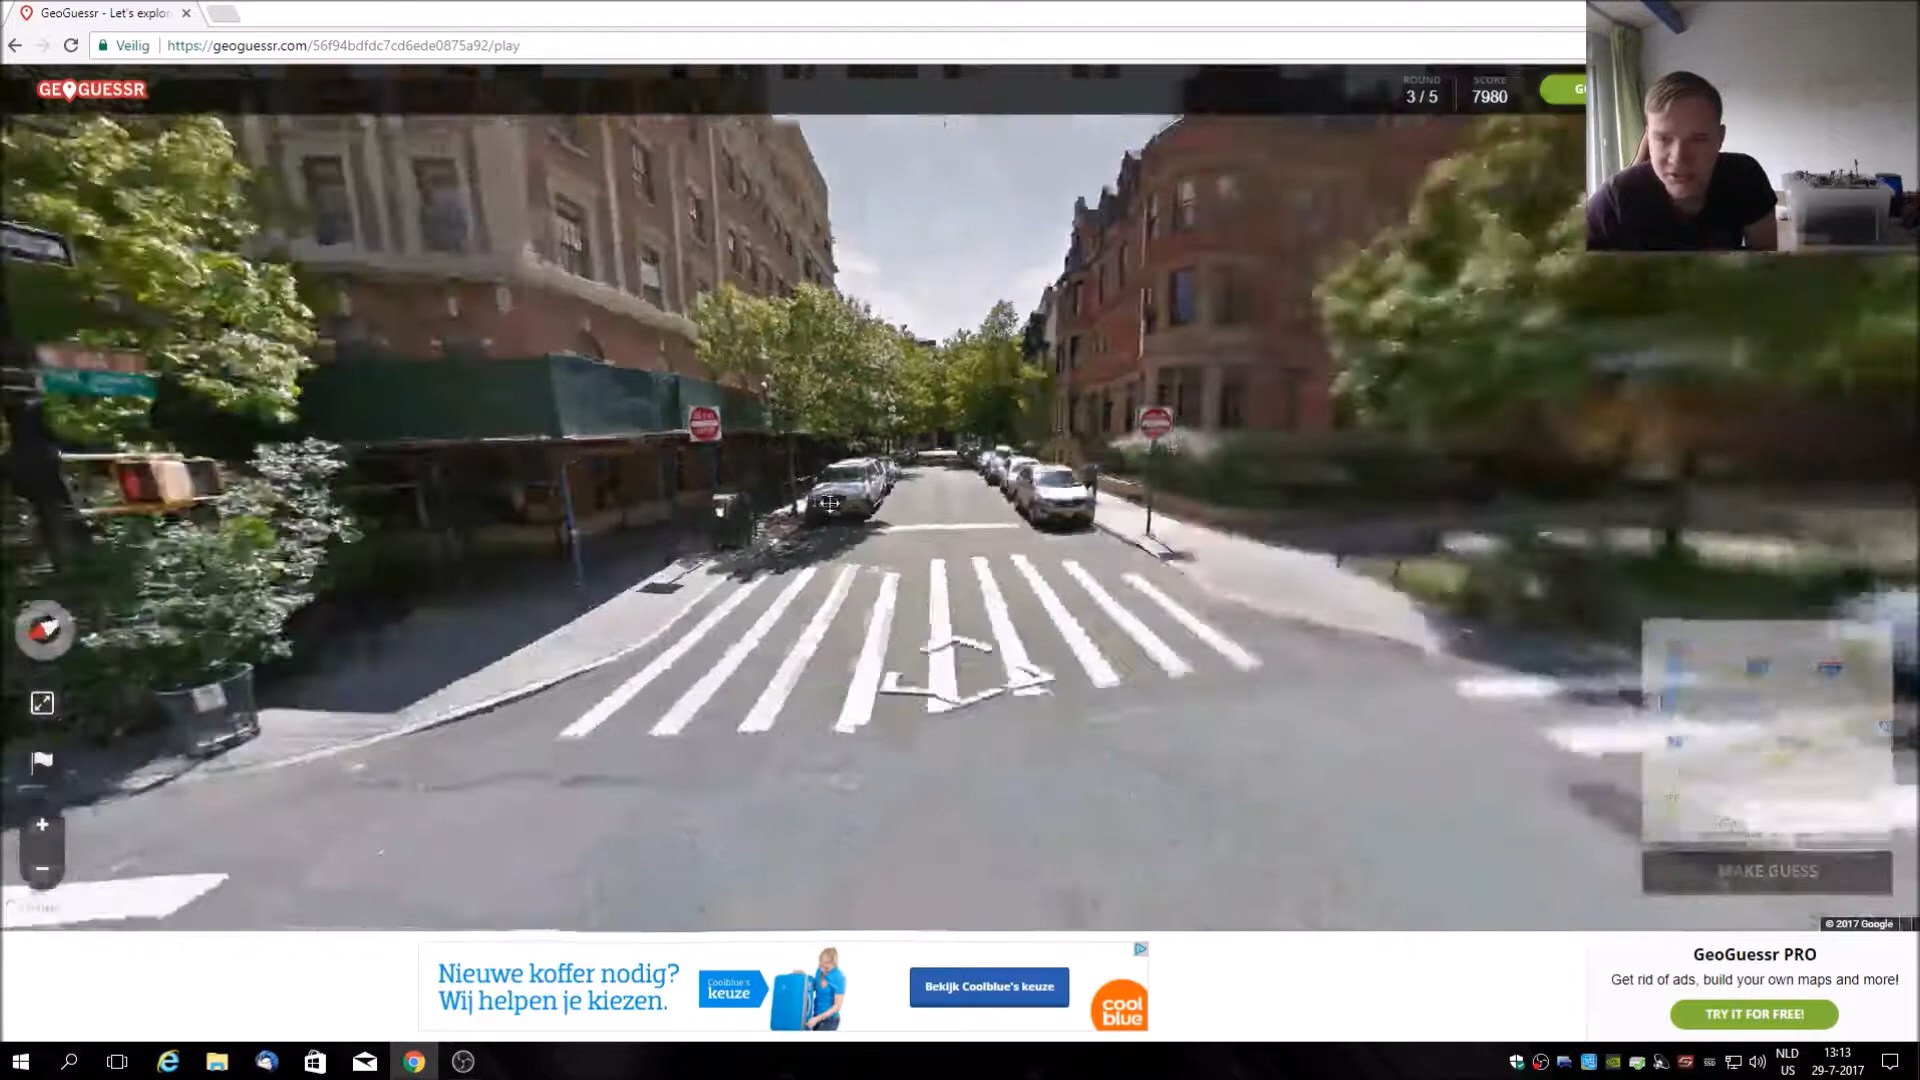 GeoGuessr - Let's explo
Veilig
https://geoguessr.com/56f94bdfdc7cd6ede0875a92/play
GEOGUESSR
ROUND
3 / 5
SCORE
7980
MAKE GUESS
© 2017 Google
Nieuwe koffer nodig?
Wij helpen je kiezen.
Coolblue's
keuze
Bekijk Coolblue's keuze
cool
blue
GeoGuessr PRO
Get rid of ads, build your own maps and more!
TRY IT FOR FREE!
NLD
US
13:13
29-7-2017